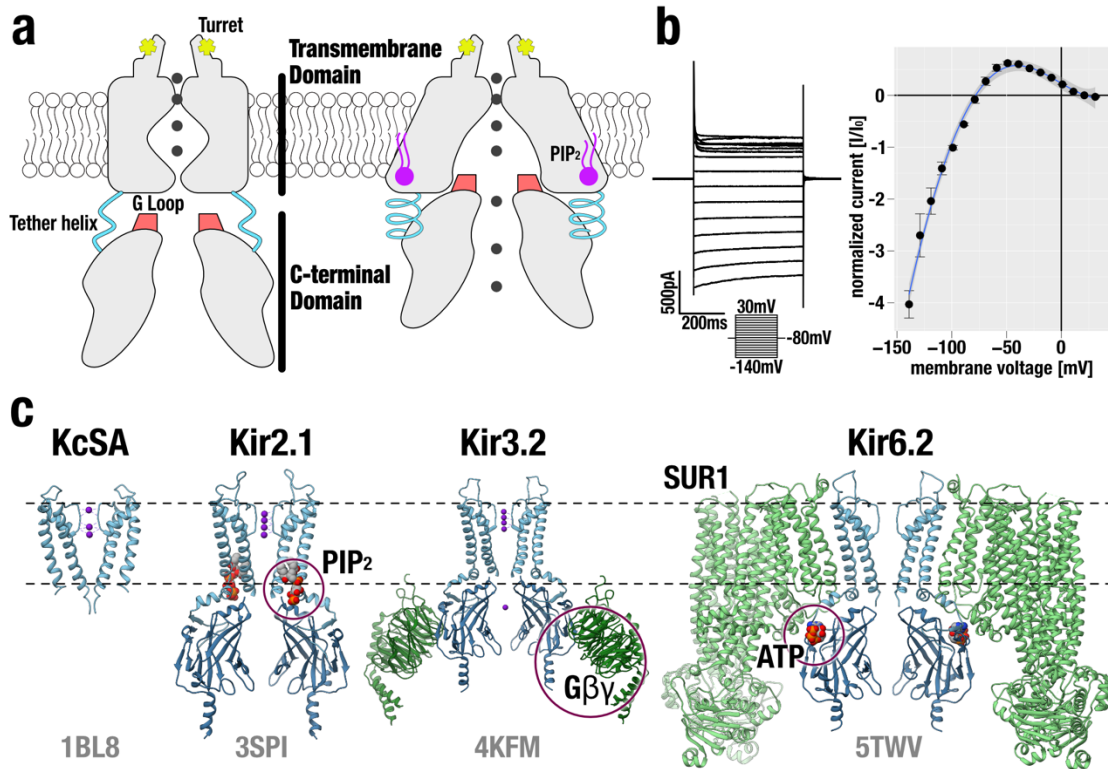 a
Turret
Transmembrane
Domain
PIP₂
Tether helix
G Loop
C-terminal
Domain
b
500pA
200ms
30mV
-80mV
-140mV
normalized current [I/I₀]
0
-1
-2
-3
-4
−150
−100
−50
0
membrane voltage [mV]
c
KcSA
Kir2.1
Kir3.2
Kir6.2
SUR1
PIP₂
ATP
Gβγ
1BL8
3SPI
4KFM
5TWV